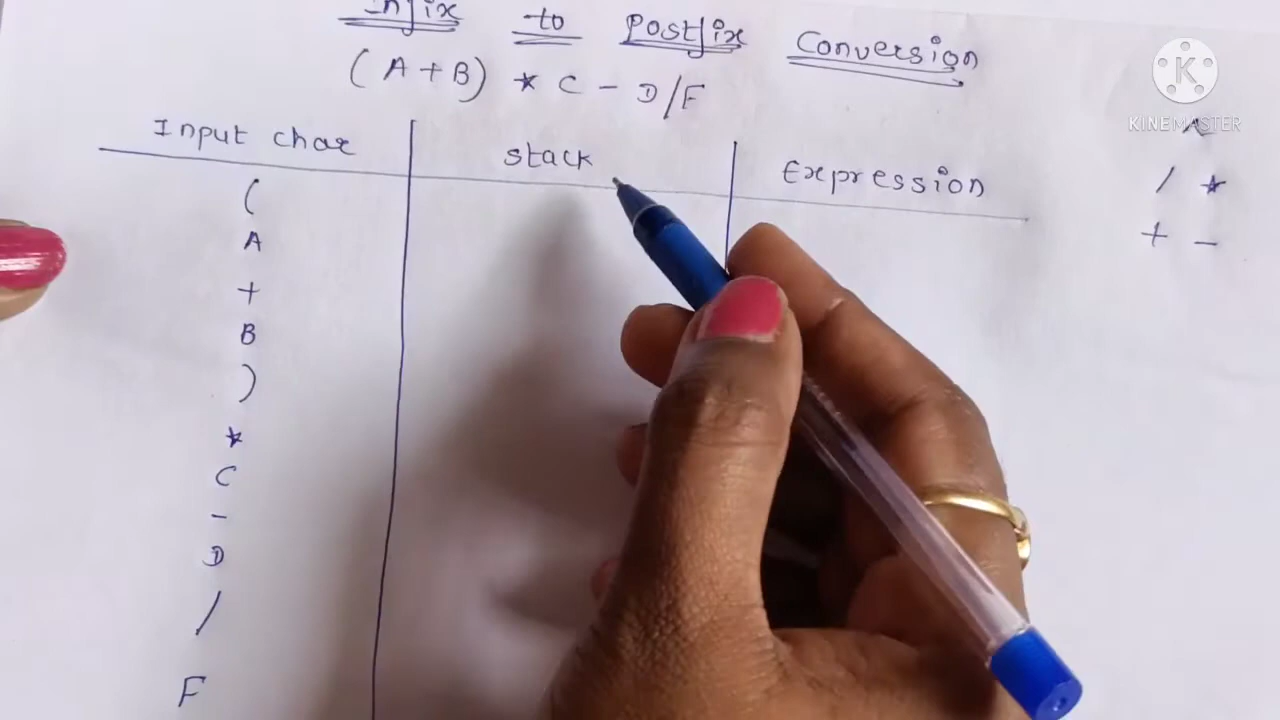 Infix to Postfix Conversion
(A+B) * C - D/F
Input char stack Expression
^
/ *
+ -
(
A
+
B
)
*
C
-
D
/
F
K
KINEMASTER